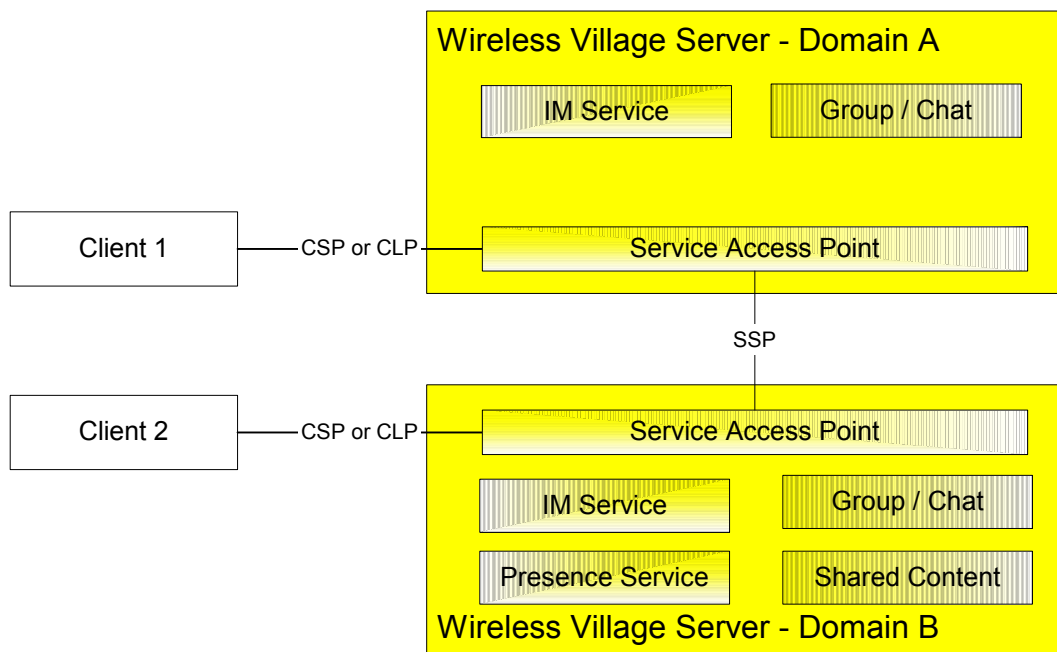 Wireless Village Server - Domain A
IM Service
Group / Chat
Client 1
CSP or CLP
Service Access Point
SSP
Client 2
CSP or CLP
Service Access Point
IM Service
Group / Chat
Presence Service
Shared Content
Wireless Village Server - Domain B